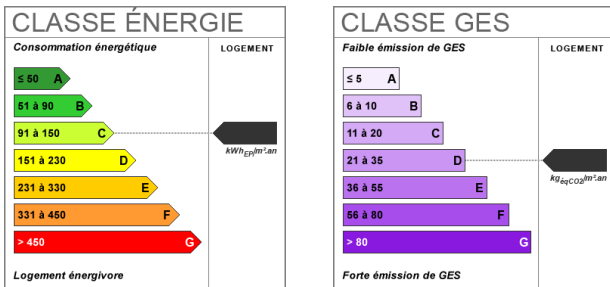 CLASSE ÉNERGIE
Consommation énergétique
LOGEMENT
≤ 50 A
51 à 90 B
91 à 150 C
kWhEP/m².an
151 à 230 D
231 à 330 E
331 à 450 F
> 450 G
Logement énergivore
CLASSE GES
Faible émission de GES
LOGEMENT
≤ 5 A
6 à 10 B
11 à 20 C
21 à 35 D
kgéqCO2/m².an
36 à 55 E
56 à 80 F
> 80 G
Forte émission de GES